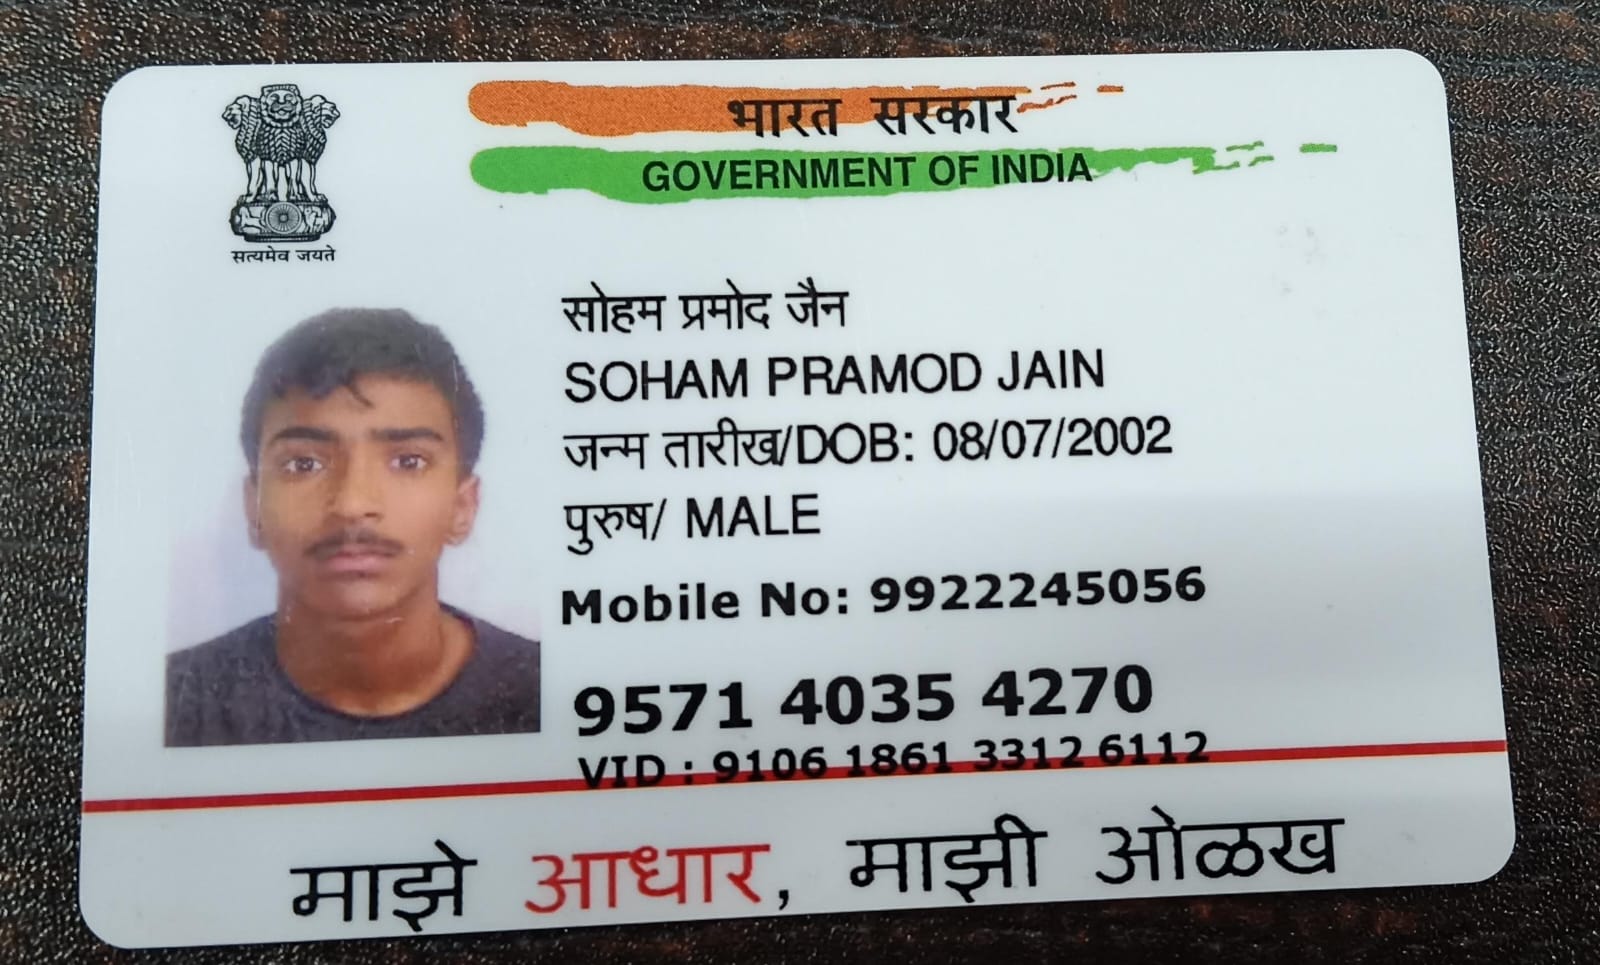 भारत सरकार
GOVERNMENT OF INDIA
सत्यमेव जयते
सोहम प्रमोद जैन
SOHAM PRAMOD JAIN
जन्म तारीख/DOB: 08/07/2002
पुरुष/ MALE
Mobile No: 9922245056
9571 4035 4270
VID : 9106 1861 3312 6112
माझे आधार, माझी ओळख